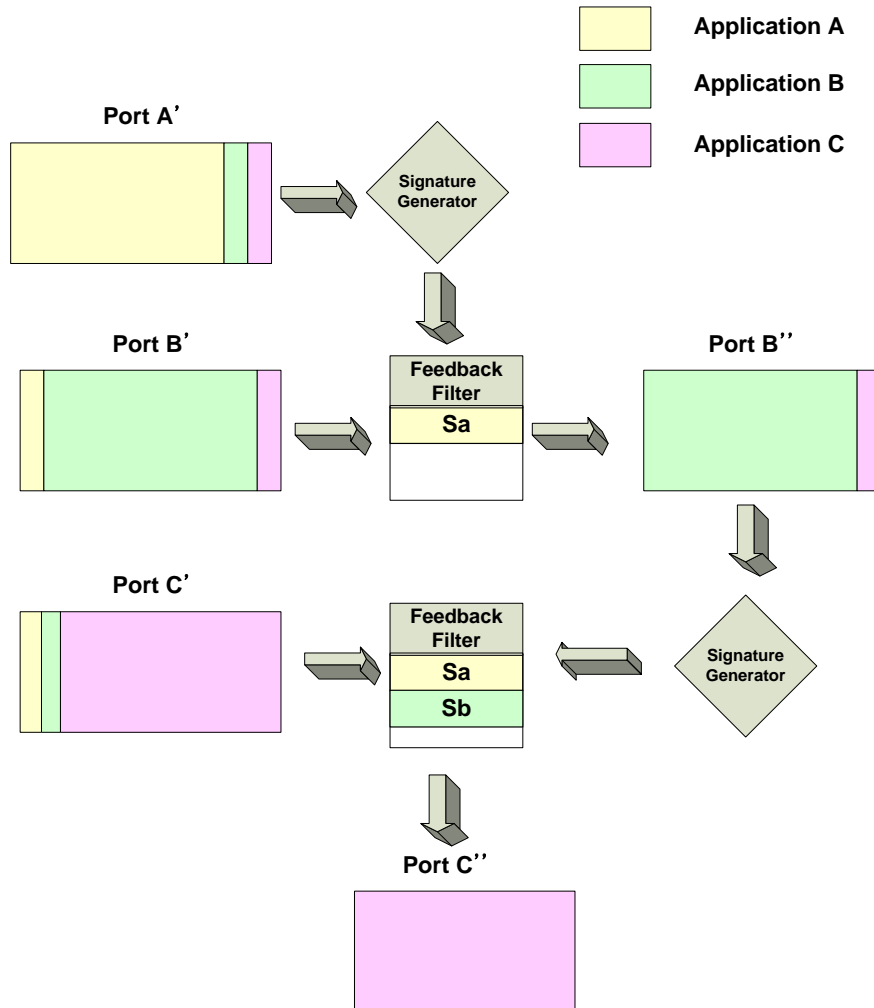 Application A
Application B
Application C
Port A’
Signature
Generator
Port B’
Feedback
Filter
Sa
Port B’’
Port C’
Feedback
Filter
Sa
Sb
Signature
Generator
Port C’’